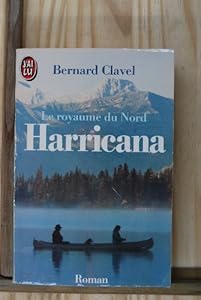 J'AI
LU
Bernard Clavel
Le royaume du Nord
Harricana
Roman